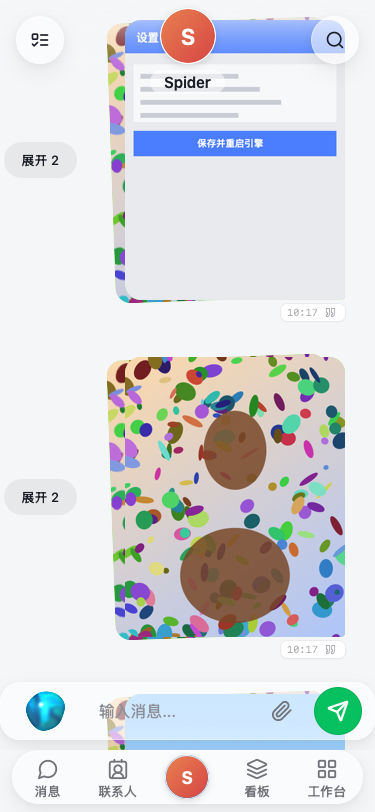 设置
S
Spider
保存并重启引擎
展开 2
10:17
展开 2
10:17
输入消息...
消息
联系人
S
看板
工作台